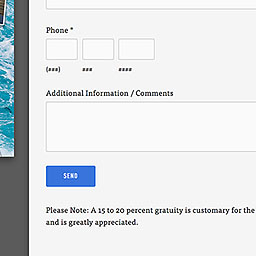 Phone *
(###) ### ####
Additional Information / Comments
SEND
Please Note: A 15 to 20 percent gratuity is customary for the
and is greatly appreciated.